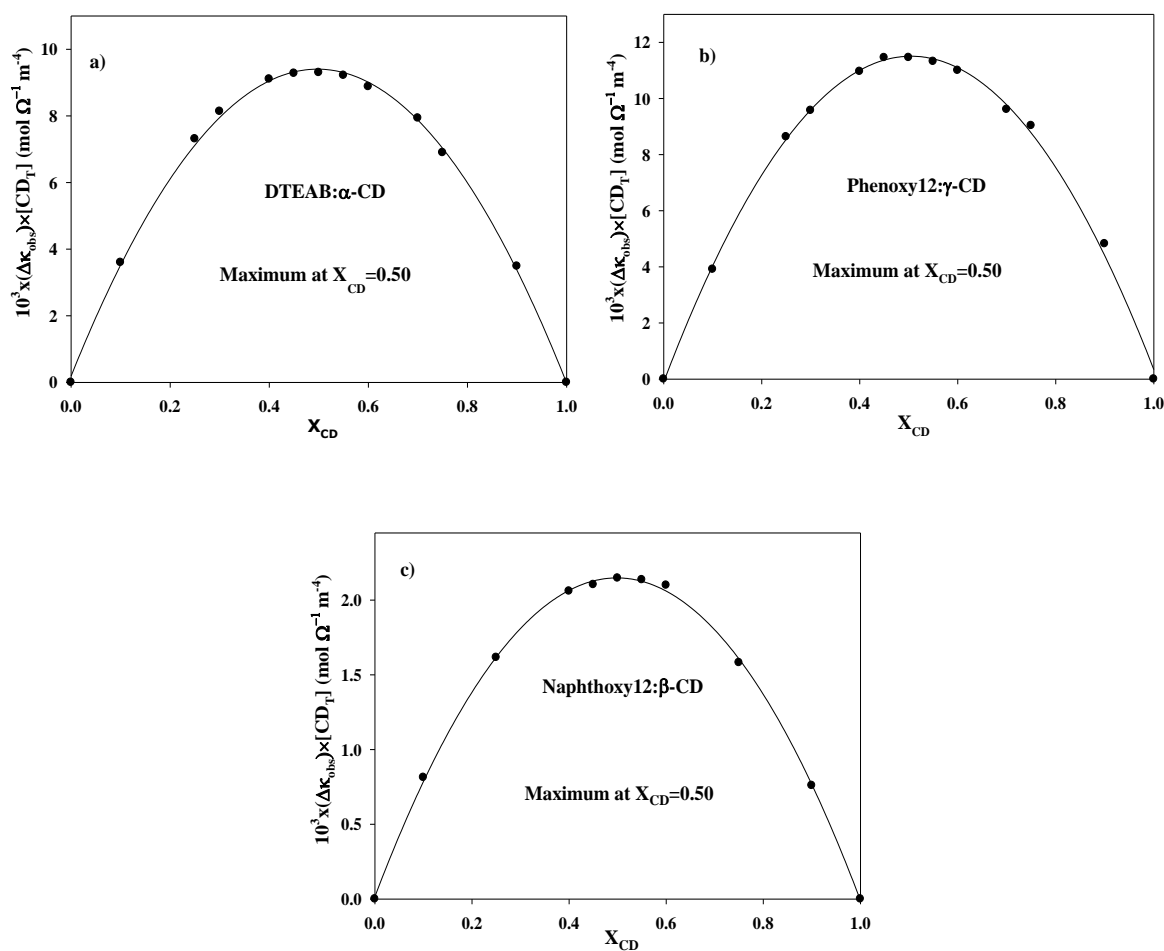 a)
10³x(Δκobs)×[CDT] (mol Ω⁻¹ m⁻⁴)
10
8
6
4
2
0
DTEAB:α-CD
Maximum at XCD=0.50
0.0 0.2 0.4 0.6 0.8 1.0
XCD
b)
10³x(Δκobs)×[CDT] (mol Ω⁻¹ m⁻⁴)
12
10
8
6
4
2
0
Phenoxy12:γ-CD
Maximum at XCD=0.50
0.0 0.2 0.4 0.6 0.8 1.0
XCD
c)
10³x(Δκobs)×[CDT] (mol Ω⁻¹ m⁻⁴)
2.0
1.5
1.0
0.5
0.0
Naphthoxy12:β-CD
Maximum at XCD=0.50
0.0 0.2 0.4 0.6 0.8 1.0
XCD